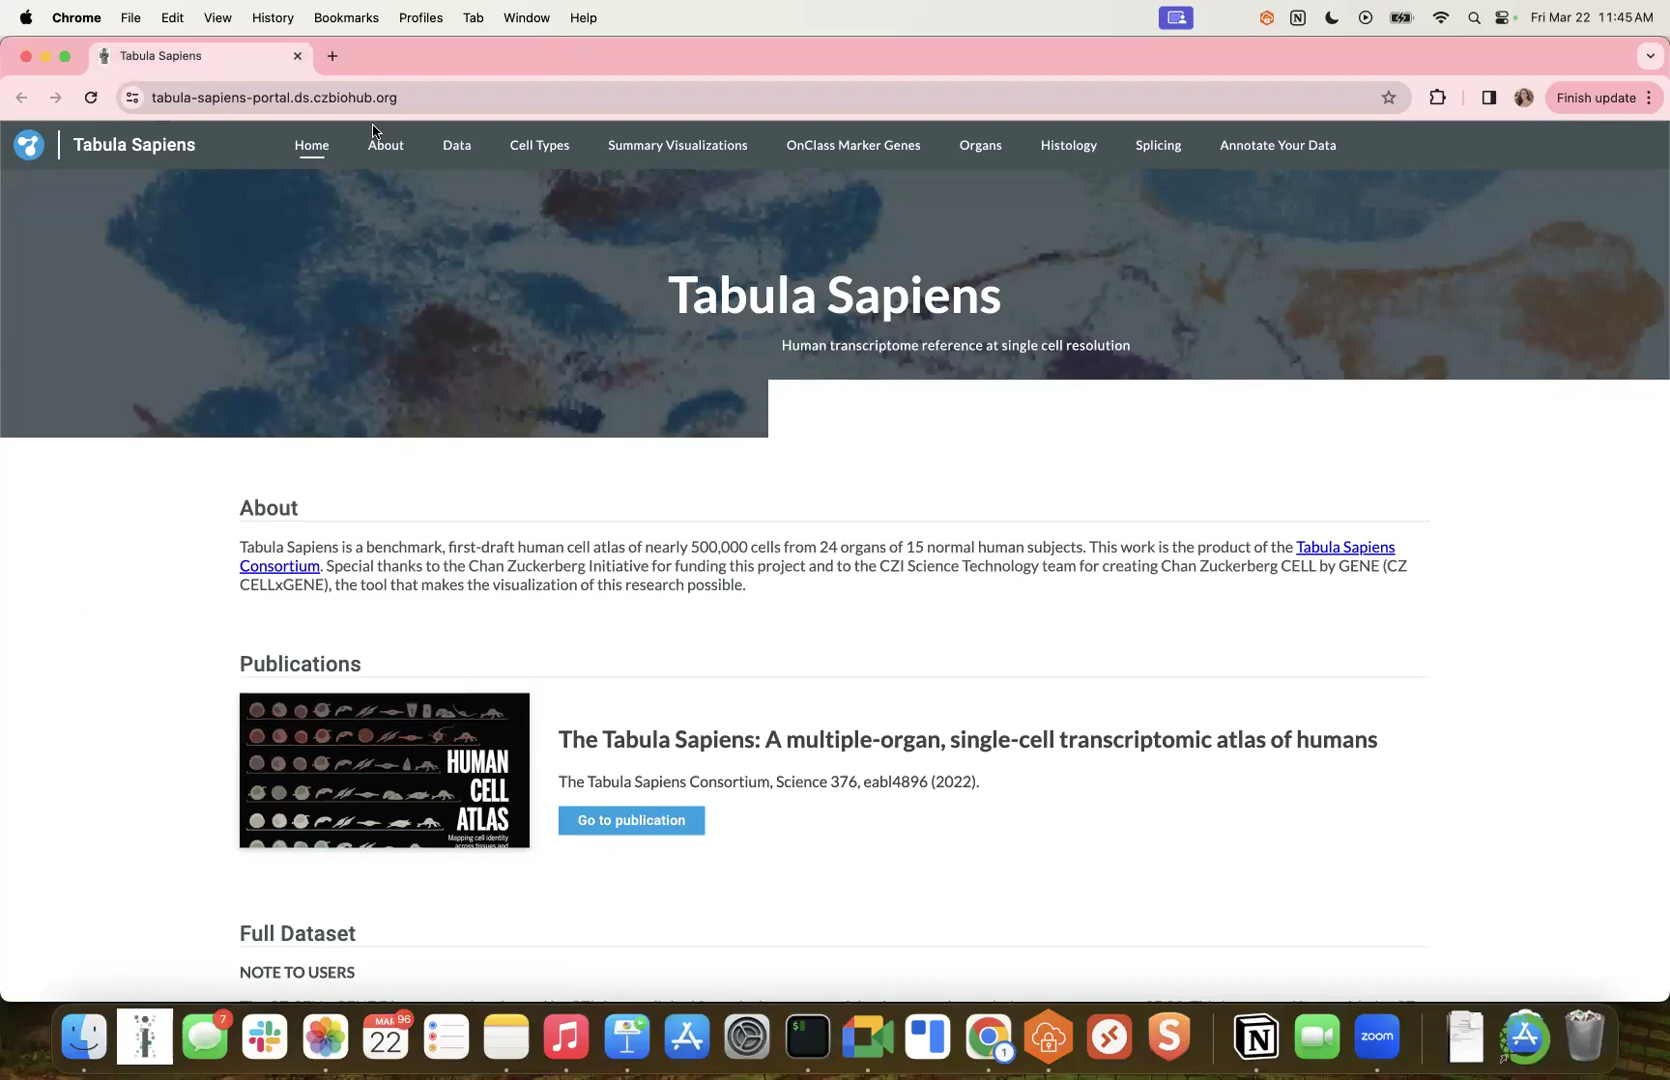 Chrome File Edit View History Bookmarks Profiles Tab Window Help Fri Mar 22 11:45 AM
Tabula Sapiens
tabula-sapiens-portal.ds.czbiohub.org Finish update
Tabula Sapiens Home About Data Cell Types Summary Visualizations OnClass Marker Genes Organs Histology Splicing Annotate Your Data
Tabula Sapiens
Human transcriptome reference at single cell resolution
About
Tabula Sapiens is a benchmark, first-draft human cell atlas of nearly 500,000 cells from 24 organs of 15 normal human subjects. This work is the product of the Tabula Sapiens
Consortium. Special thanks to the Chan Zuckerberg Initiative for funding this project and to the CZI Science Technology team for creating Chan Zuckerberg CELL by GENE (CZ
CELLxGENE), the tool that makes the visualization of this research possible.
Publications
HUMAN
CELL
ATLAS
Mapping cell identity
across tissues and
The Tabula Sapiens: A multiple-organ, single-cell transcriptomic atlas of humans
The Tabula Sapiens Consortium, Science 376, eabl4896 (2022).
Go to publication
Full Dataset
NOTE TO USERS
7
MAR 96
22
$
1
zoom